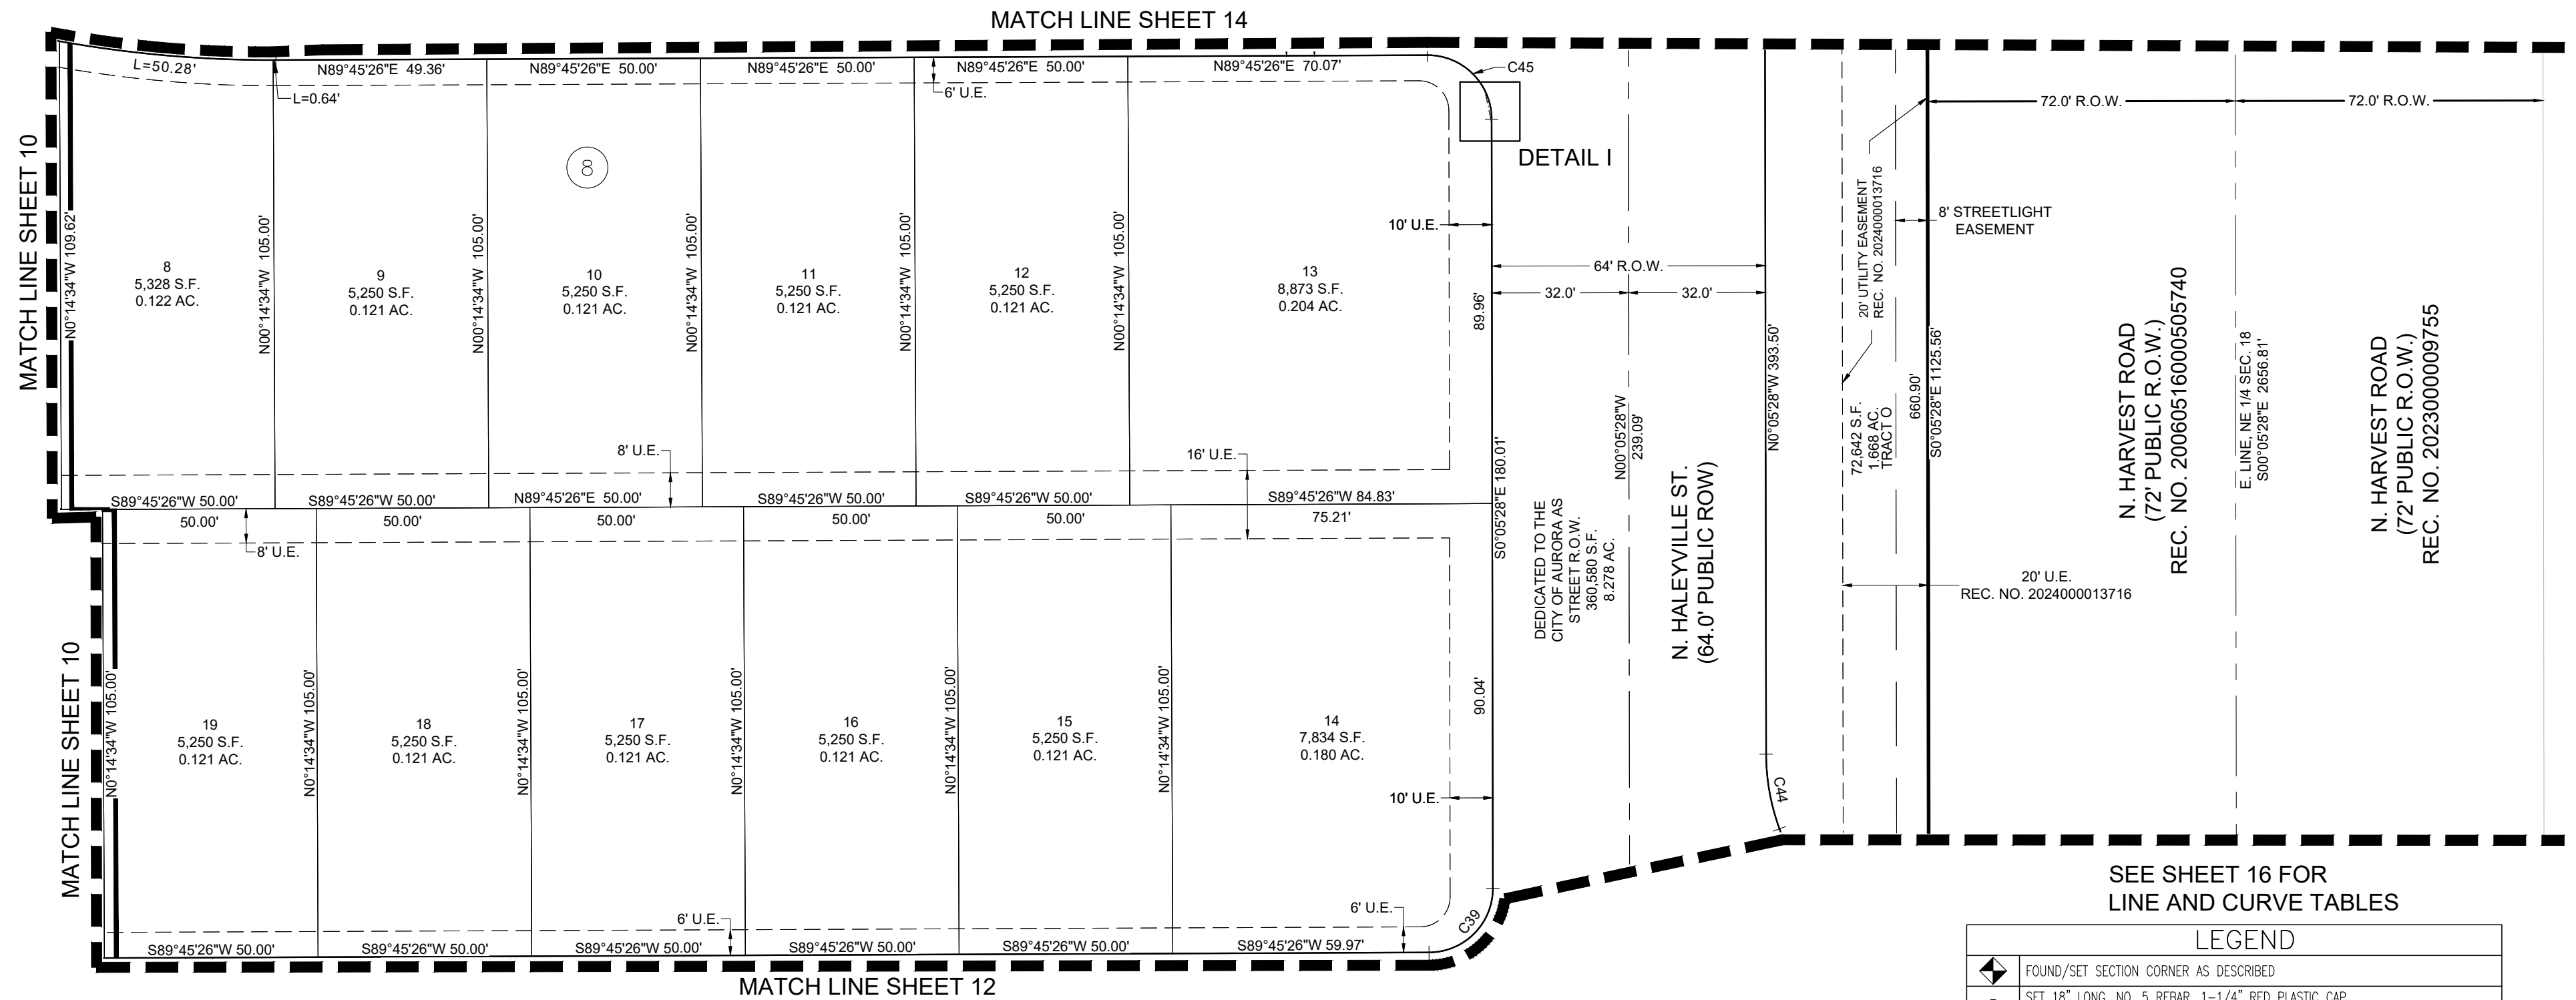 MATCH LINE SHEET 14
L=50.28'
L=0.64'
N89°45'26"E 49.36'
N89°45'26"E 50.00'
N89°45'26"E 50.00'
N89°45'26"E 50.00'
N89°45'26"E 70.07'
6' U.E.
C45
DETAIL I
8
MATCH LINE SHEET 10
N0°14'34"W 109.62'
8
5,328 S.F.
0.122 AC.
N00°14'34"W 105.00'
9
5,250 S.F.
0.121 AC.
N00°14'34"W 105.00'
10
5,250 S.F.
0.121 AC.
N00°14'34"W 105.00'
11
5,250 S.F.
0.121 AC.
N00°14'34"W 105.00'
12
5,250 S.F.
0.121 AC.
N00°14'34"W 105.00'
13
8,873 S.F.
0.204 AC.
10' U.E.
89.96'
8' U.E.
16' U.E.
S89°45'26"W 50.00'
S89°45'26"W 50.00'
N89°45'26"E 50.00'
S89°45'26"W 50.00'
S89°45'26"W 50.00'
S89°45'26"W 84.83'
50.00'
50.00'
50.00'
50.00'
50.00'
75.21'
8' U.E.
S0°05'28"E 180.01'
MATCH LINE SHEET 10
N0°14'34"W 105.00'
19
5,250 S.F.
0.121 AC.
N0°14'34"W 105.00'
18
5,250 S.F.
0.121 AC.
N0°14'34"W 105.00'
17
5,250 S.F.
0.121 AC.
N0°14'34"W 105.00'
16
5,250 S.F.
0.121 AC.
N0°14'34"W 105.00'
15
5,250 S.F.
0.121 AC.
N0°14'34"W 105.00'
14
7,834 S.F.
0.180 AC.
90.04'
10' U.E.
6' U.E.
6' U.E.
C39
S89°45'26"W 50.00'
S89°45'26"W 50.00'
S89°45'26"W 50.00'
S89°45'26"W 50.00'
S89°45'26"W 50.00'
S89°45'26"W 59.97'
MATCH LINE SHEET 12
64' R.O.W.
32.0'
32.0'
N00°05'28"W
239.09'
DEDICATED TO THE
CITY OF AURORA AS
STREET R.O.W.
360,580 S.F.
8.278 AC.
N. HALEYVILLE ST.
(64.0' PUBLIC ROW)
N0°05'28"W 393.50'
C44
20' UTILITY EASEMENT
REC. NO. 2024000013716
72,642 S.F.
1.668 AC.
TRACT O
660.90'
S0°05'28"E 1125.56'
8' STREETLIGHT
EASEMENT
72.0' R.O.W.
72.0' R.O.W.
20' U.E.
REC. NO. 2024000013716
N. HARVEST ROAD
(72' PUBLIC R.O.W.)
REC. NO. 20060516000505740
E. LINE, NE 1/4 SEC. 18
S00°05'28"E 2656.81'
N. HARVEST ROAD
(72' PUBLIC R.O.W.)
REC. NO. 2023000009755
SEE SHEET 16 FOR
LINE AND CURVE TABLES
LEGEND
FOUND/SET SECTION CORNER AS DESCRIBED
SET 18" LONG, NO. 5 REBAR, 1-1/4" RED PLASTIC CAP